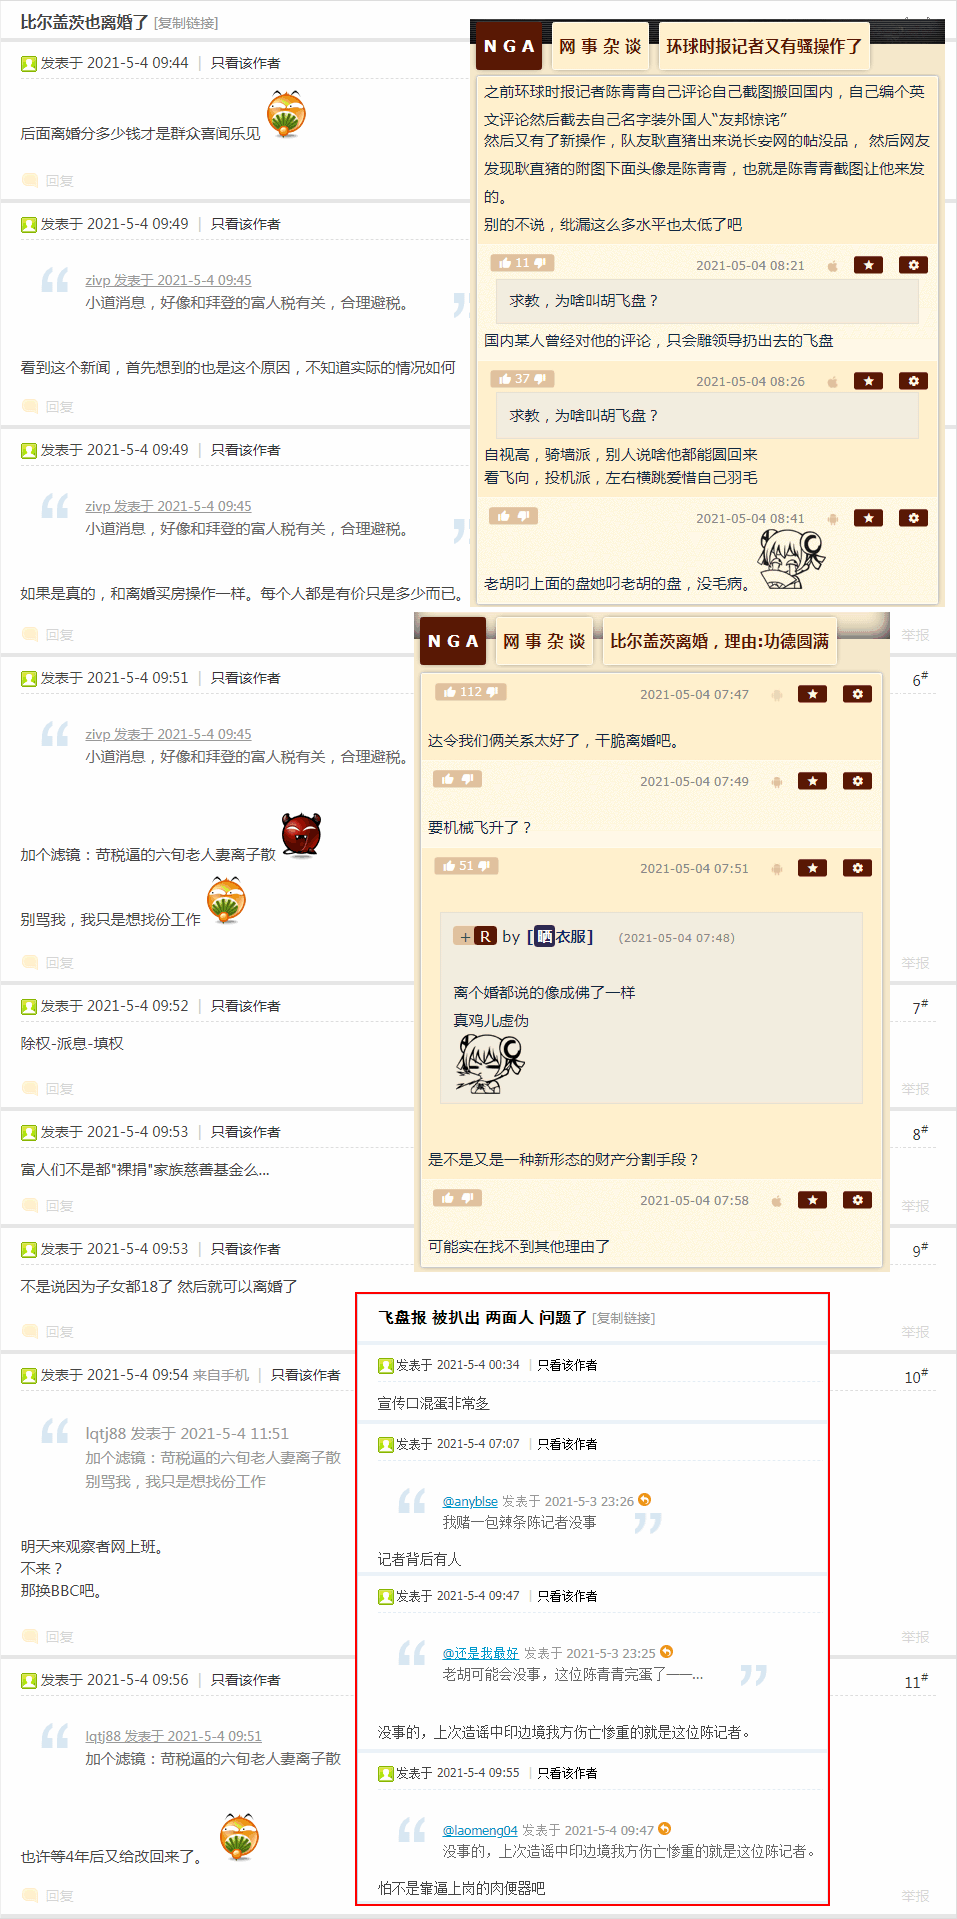 比尔盖茨也离婚了 [复制链接]
发表于 2021-5-4 09:44 | 只看该作者
后面离婚分多少钱才是群众喜闻乐见
回复
发表于 2021-5-4 09:49 | 只看该作者
zivp 发表于 2021-5-4 09:45
小道消息，好像和拜登的富人税有关，合理避税。
看到这个新闻，首先想到的也是这个原因，不知道实际的情况如何
回复
发表于 2021-5-4 09:49 | 只看该作者
zivp 发表于 2021-5-4 09:45
小道消息，好像和拜登的富人税有关，合理避税。
如果是真的，和离婚买房操作一样。每个人都是有价只是多少而已。
回复
举报
发表于 2021-5-4 09:51 | 只看该作者
6#
zivp 发表于 2021-5-4 09:45
小道消息，好像和拜登的富人税有关，合理避税。
加个滤镜：苛税逼的六旬老人妻离子散
别骂我，我只是想找份工作
回复
举报
发表于 2021-5-4 09:52 | 只看该作者
7#
除权-派息-填权
回复
举报
发表于 2021-5-4 09:53 | 只看该作者
8#
富人们不是都"裸捐"家族慈善基金么...
回复
举报
发表于 2021-5-4 09:53 | 只看该作者
9#
不是说因为子女都18了 然后就可以离婚了
回复
举报
发表于 2021-5-4 09:54 来自手机 | 只看该作者
10#
lqtj88 发表于 2021-5-4 11:51
加个滤镜：苛税逼的六旬老人妻离子散
别骂我，我只是想找份工作
明天来观察者网上班。
不来？
那换BBC吧。
回复
举报
发表于 2021-5-4 09:56 | 只看该作者
11#
lqtj88 发表于 2021-5-4 09:51
加个滤镜：苛税逼的六旬老人妻离子散
也许等4年后又给改回来了。
回复
举报
NGA 网事杂谈 环球时报记者又有骚操作了
之前环球时报记者陈青青自己评论自己截图搬回国内，自己编个英
文评论然后截去自己名字装外国人“友邦惊诧”
然后又有了新操作，队友耿直猪出来说长安网的帖没品， 然后网友
发现耿直猪的附图下面头像是陈青青，也就是陈青青截图让他来发
的。
别的不说，纰漏这么多水平也太低了吧
11 2021-05-04 08:21
求教，为啥叫胡飞盘？
国内某人曾经对他的评论，只会雕领导扔出去的飞盘
37 2021-05-04 08:26
求教，为啥叫胡飞盘？
自视高，骑墙派，别人说啥他都能圆回来
看飞向，投机派，左右横跳爱惜自己羽毛
2021-05-04 08:41
老胡叼上面的盘她叼老胡的盘，没毛病。
NGA 网事杂谈 比尔盖茨离婚，理由:功德圆满
112 2021-05-04 07:47
达令我们俩关系太好了，干脆离婚吧。
2021-05-04 07:49
要机械飞升了？
51 2021-05-04 07:51
+ R by [晒衣服] (2021-05-04 07:48)
离个婚都说的像成佛了一样
真鸡儿虚伪
是不是又是一种新形态的财产分割手段？
2021-05-04 07:58
可能实在找不到其他理由了
飞盘报 被扒出 两面人 问题了 [复制链接]
发表于 2021-5-4 00:34 | 只看该作者
宣传口混蛋非常多
发表于 2021-5-4 07:07 | 只看该作者
@anyblse 发表于 2021-5-3 23:26
我赌一包辣条陈记者没事
记者背后有人
发表于 2021-5-4 09:47 | 只看该作者
@还是我最好 发表于 2021-5-3 23:25
老胡可能会没事，这位陈青青完蛋了——...
没事的，上次造谣中印边境我方伤亡惨重的就是这位陈记者。
发表于 2021-5-4 09:55 | 只看该作者
@laomeng04 发表于 2021-5-4 09:47
没事的，上次造谣中印边境我方伤亡惨重的就是这位陈记者。
怕不是靠逼上岗的肉便器吧